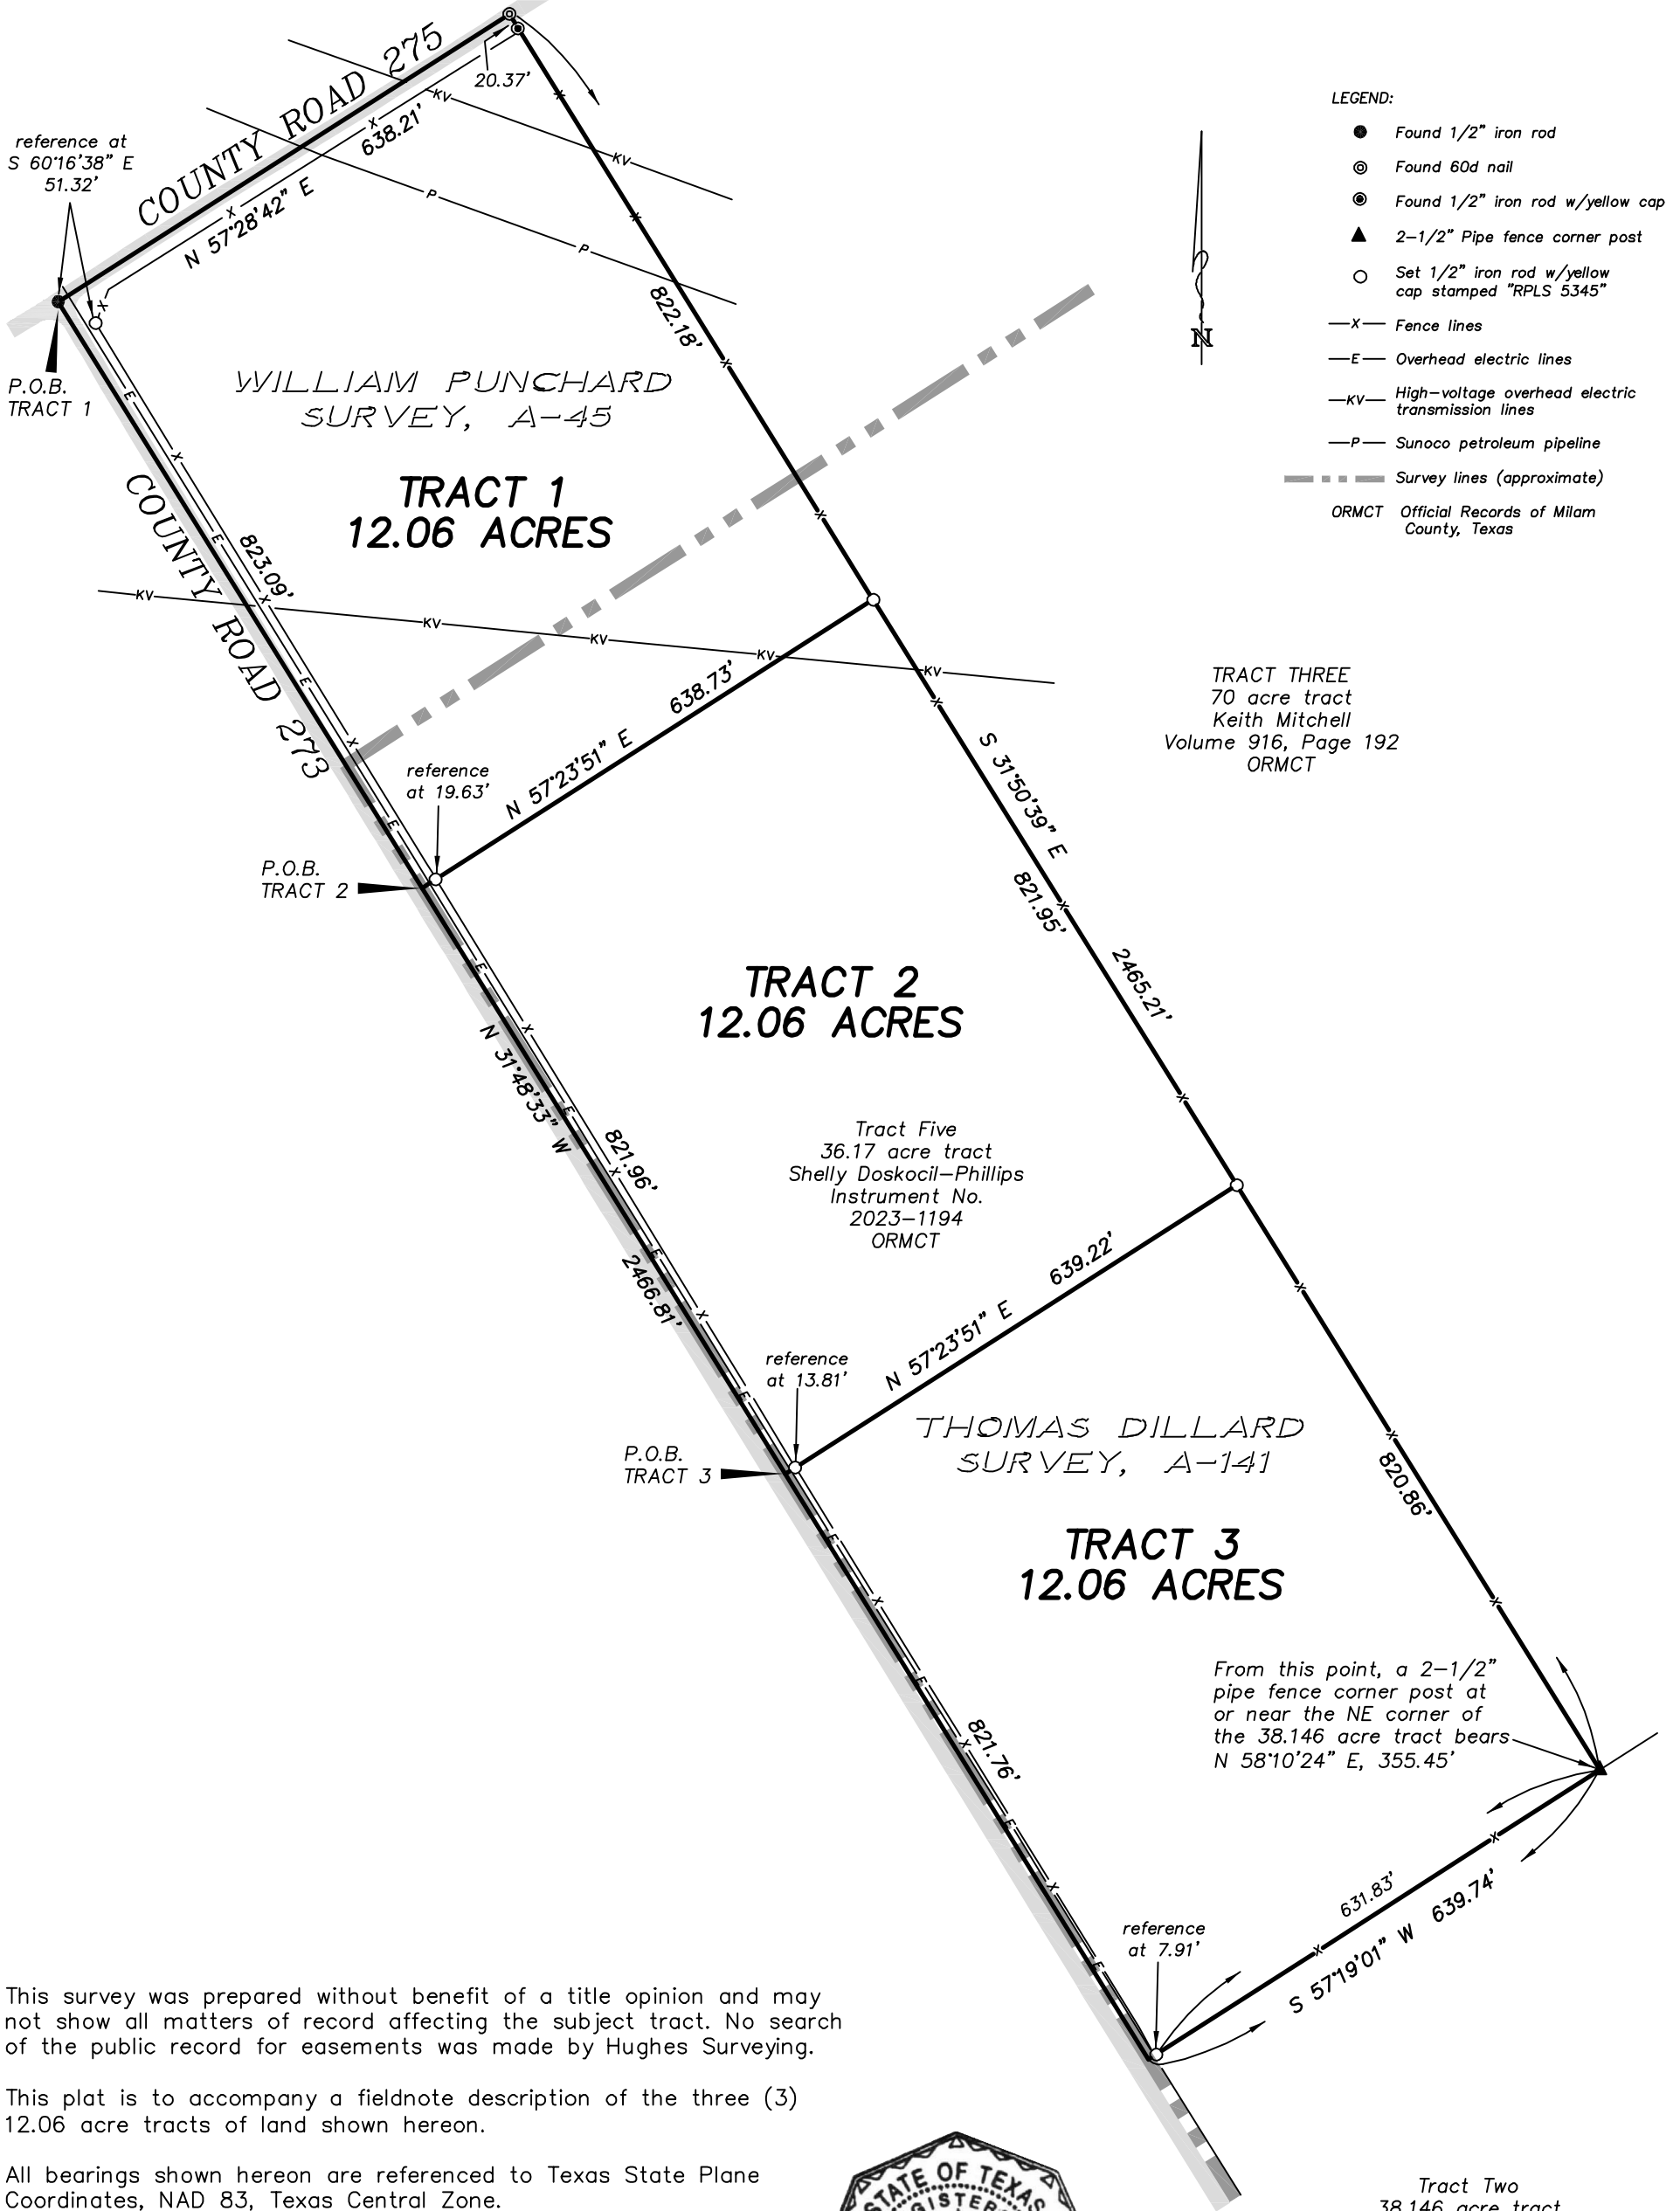 COUNTY ROAD 275
20.37'
638.21'
N 57°28'42" E
reference at
S 60°16'38" E
51.32'
P.O.B.
TRACT 1
KV
KV
P
P
822.18'
WILLIAM PUNCHARD
SURVEY, A-45
TRACT 1
12.06 ACRES
COUNTY ROAD 273
823.09'
KV
KV
KV
KV
KV
LEGEND:
Found 1/2" iron rod
Found 60d nail
Found 1/2" iron rod w/yellow cap
2-1/2" Pipe fence corner post
Set 1/2" iron rod w/yellow
cap stamped "RPLS 5345"
X Fence lines
E Overhead electric lines
KV High-voltage overhead electric
transmission lines
P Sunoco petroleum pipeline
Survey lines (approximate)
ORMCT Official Records of Milam
County, Texas
N
TRACT THREE
70 acre tract
Keith Mitchell
Volume 916, Page 192
ORMCT
638.73'
N 57°23'51" E
reference
at 19.63'
P.O.B.
TRACT 2
S 31°50'39" E
821.95'
2465.21'
TRACT 2
12.06 ACRES
N 31°48'33" W
821.96'
2466.81'
Tract Five
36.17 acre tract
Shelly Doskocil-Phillips
Instrument No.
2023-1194
ORMCT
639.22'
N 57°23'51" E
reference
at 13.81'
P.O.B.
TRACT 3
THOMAS DILLARD
SURVEY, A-141
820.86'
TRACT 3
12.06 ACRES
821.76'
From this point, a 2-1/2"
pipe fence corner post at
or near the NE corner of
the 38.146 acre tract bears
N 58°10'24" E, 355.45'
631.83'
S 57°19'01" W 639.74'
reference
at 7.91'
This survey was prepared without benefit of a title opinion and may
not show all matters of record affecting the subject tract. No search
of the public record for easements was made by Hughes Surveying.
This plat is to accompany a fieldnote description of the three (3)
12.06 acre tracts of land shown hereon.
All bearings shown hereon are referenced to Texas State Plane
Coordinates, NAD 83, Texas Central Zone.
STATE OF TEXAS
Tract Two
38.146 acre tract